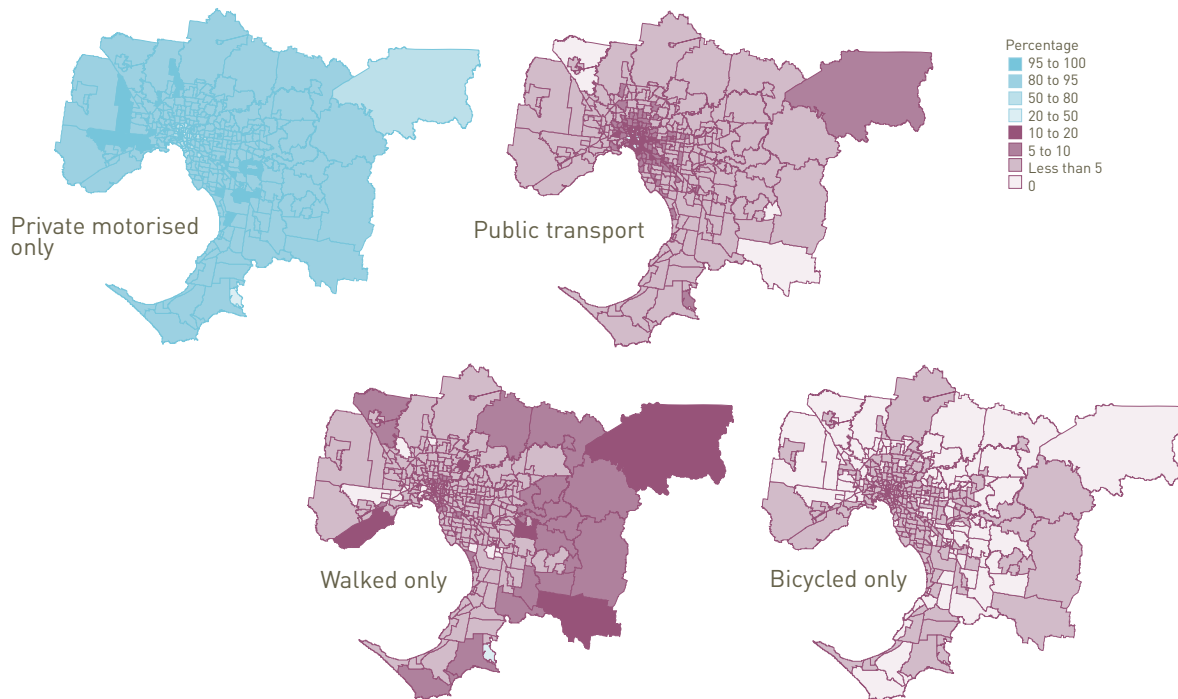 Percentage
95 to 100
80 to 95
50 to 80
20 to 50
10 to 20
5 to 10
Less than 5
0
Private motorised
only
Public transport
Walked only
Bicycled only